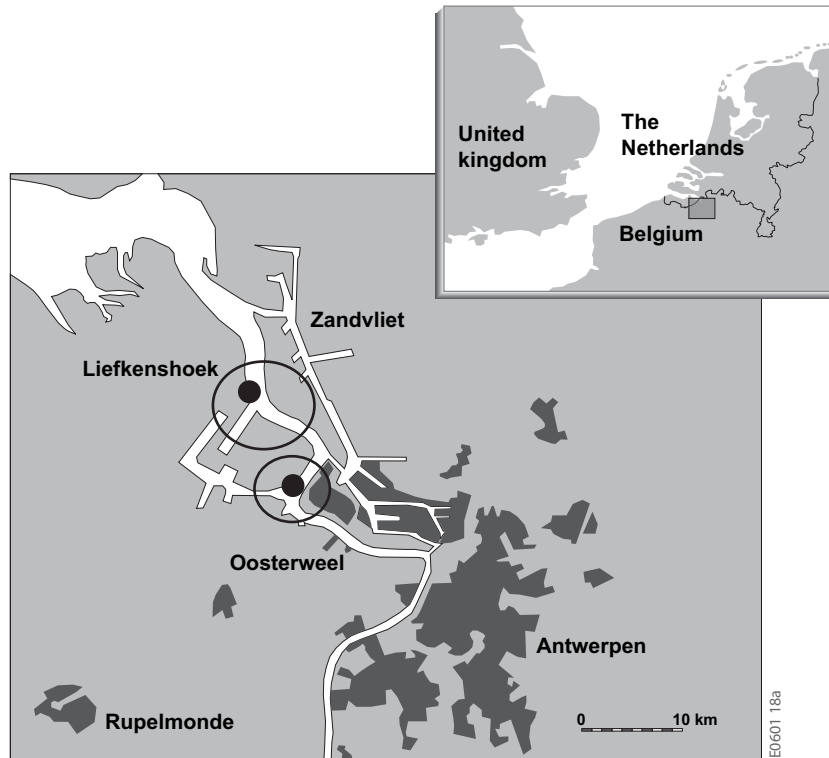 United
kingdom
The
Netherlands
Belgium
Zandvliet
Liefkenshoek
Oosterweel
Antwerpen
Rupelmonde
0 10 km
E0601 18a